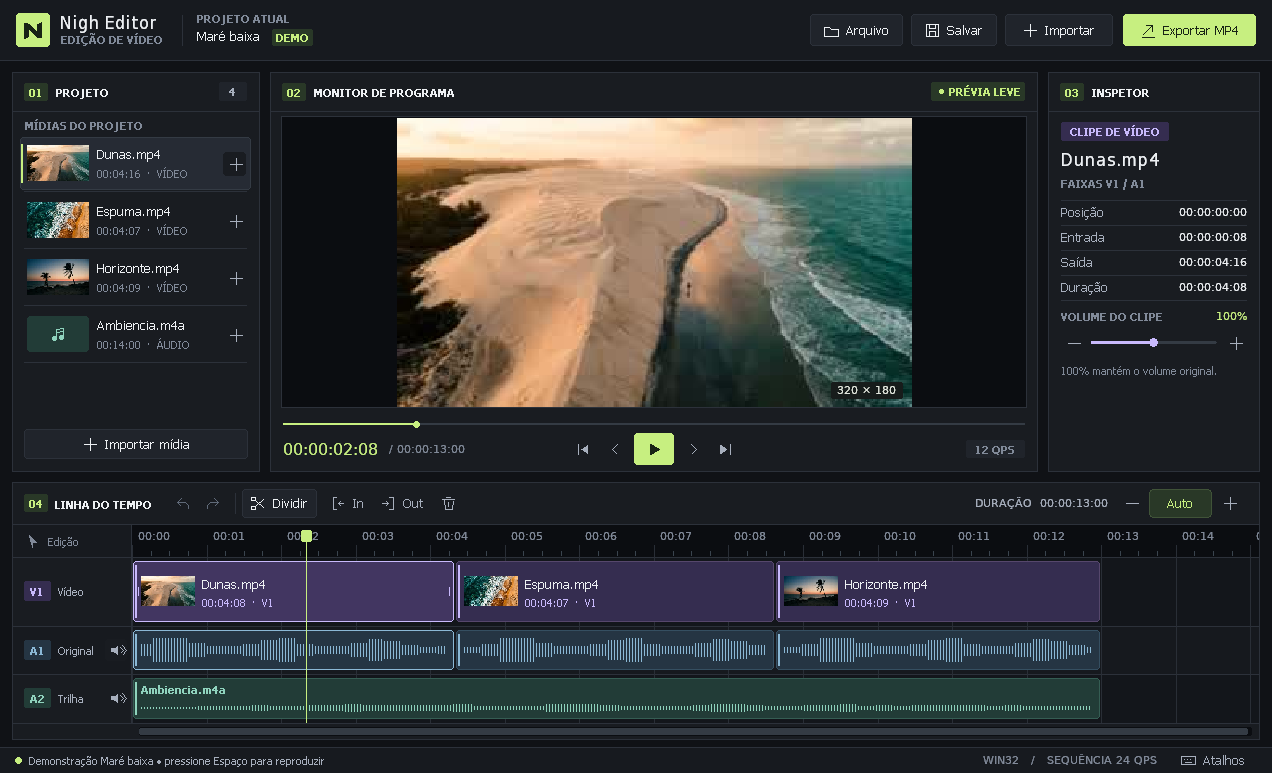 Nigh Editor
EDIÇÃO DE VÍDEO
PROJETO ATUAL
Maré baixa DEMO
Arquivo
Salvar
Importar
Exportar MP4
01 PROJETO 4
MÍDIAS DO PROJETO
Dunas.mp4
00:04:16 · VÍDEO
Espuma.mp4
00:04:07 · VÍDEO
Horizonte.mp4
00:04:09 · VÍDEO
Ambiencia.m4a
00:14:00 · ÁUDIO
Importar mídia
02 MONITOR DE PROGRAMA
PRÉVIA LEVE
320 × 180
00:00:02:08 / 00:00:13:00
12 QPS
03 INSPETOR
CLIPE DE VÍDEO
Dunas.mp4
FAIXAS V1 / A1
Posição 00:00:00:00
Entrada 00:00:00:08
Saída 00:00:04:16
Duração 00:00:04:08
VOLUME DO CLIPE 100%
100% mantém o volume original.
04 LINHA DO TEMPO
Dividir
In
Out
DURAÇÃO 00:00:13:00
Auto
Edição
00:00 00:01 00:02 00:03 00:04 00:05 00:06 00:07 00:08 00:09 00:10 00:11 00:12 00:13 00:14
V1 Vídeo
Dunas.mp4
00:04:08 · V1
Espuma.mp4
00:04:07 · V1
Horizonte.mp4
00:04:09 · V1
A1 Original
A2 Trilha
Ambiencia.m4a
Demonstração Maré baixa • pressione Espaço para reproduzir
WIN32 / SEQUÊNCIA 24 QPS
Atalhos